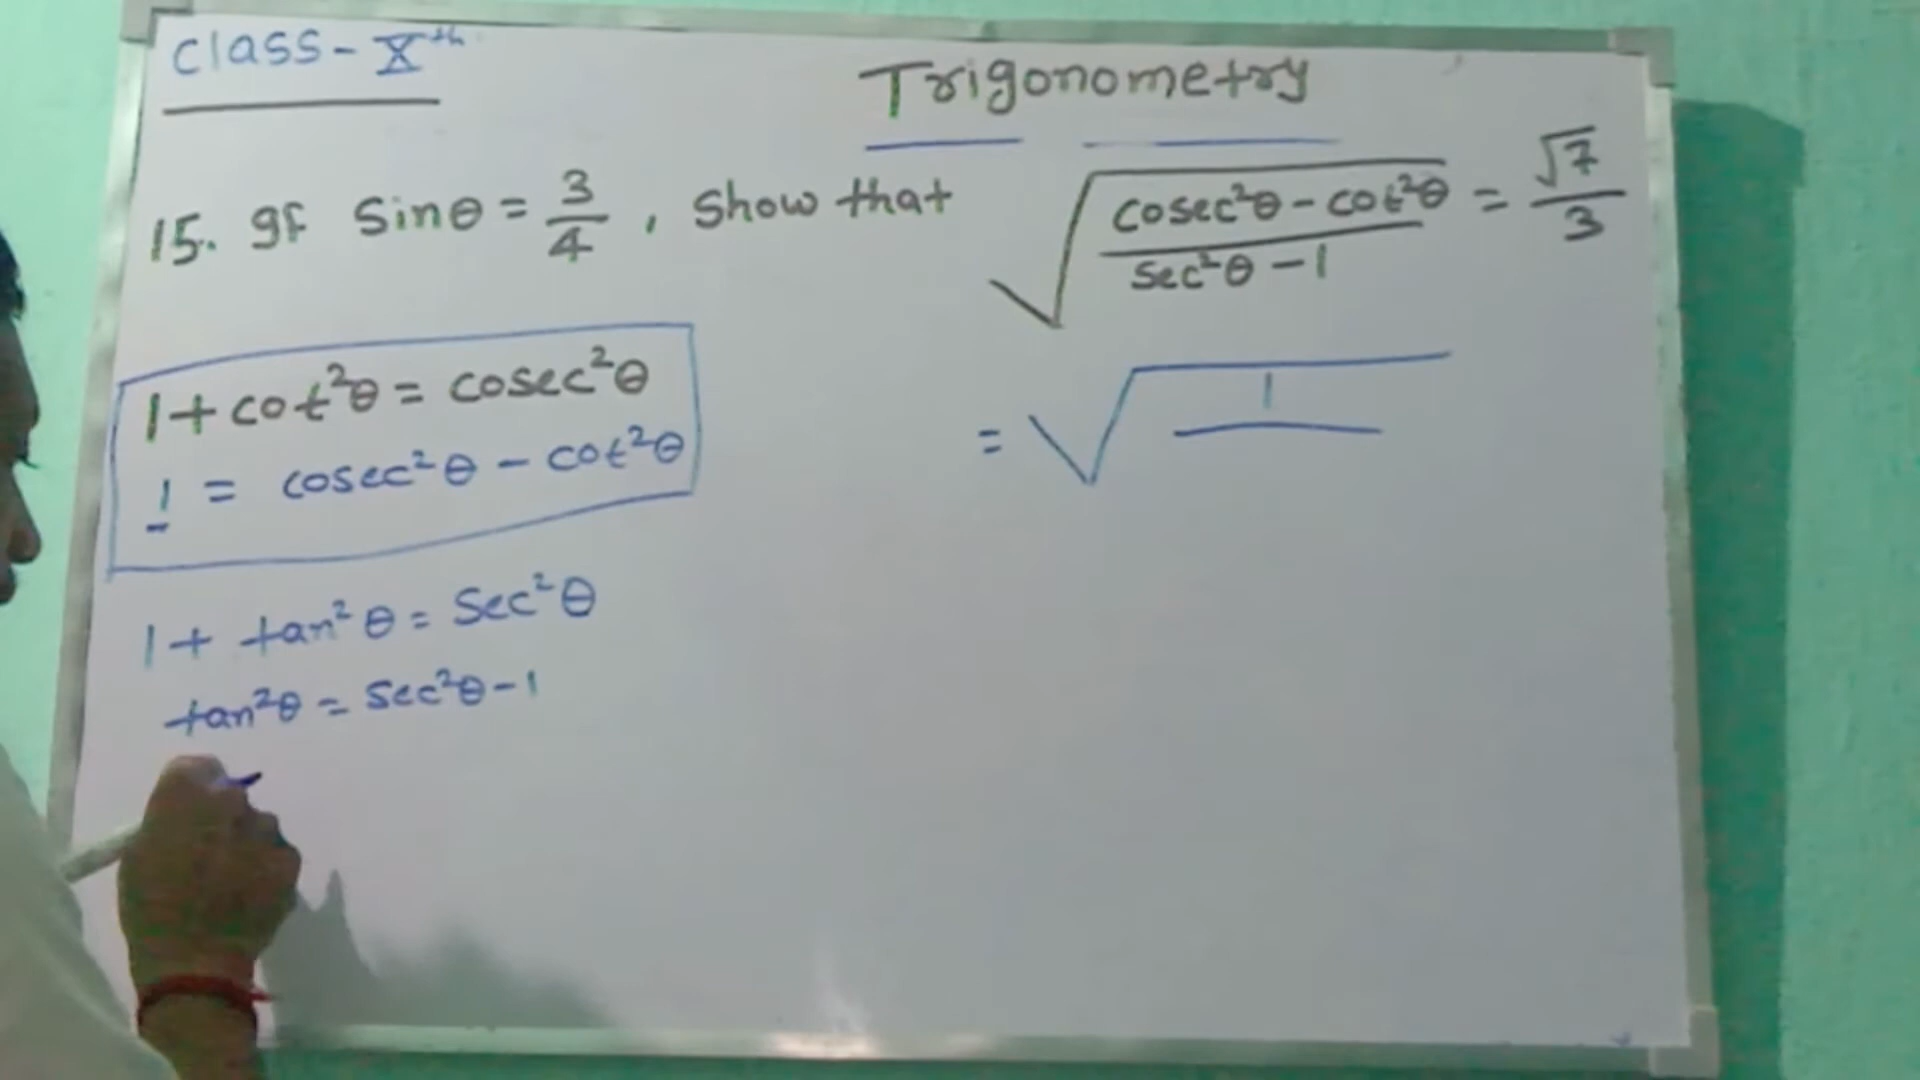 Class - Xth
Trigonometry
15. If Sinθ = 3/4, Show that √((cosec²θ - cot²θ)/(sec²θ - 1)) = √7/3
1 + cot²θ = cosec²θ
1 = cosec²θ - cot²θ
= √(1/ )
1 + tan²θ = Sec²θ
tan²θ = sec²θ - 1